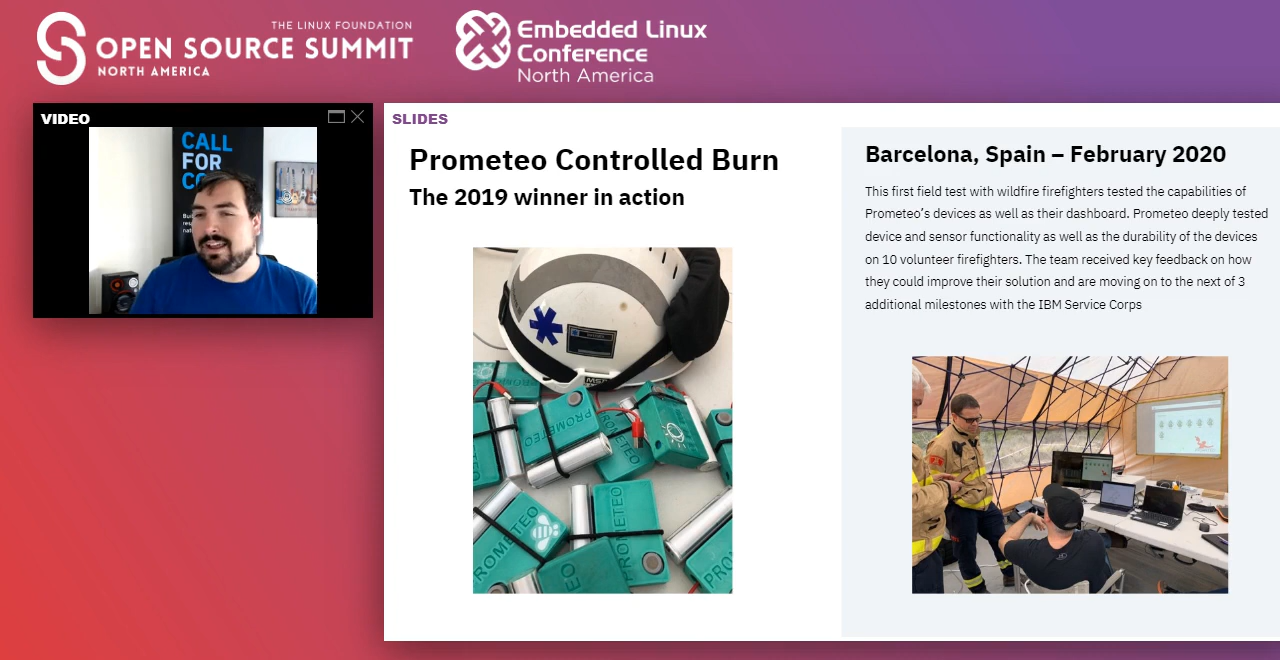 THE LINUX FOUNDATION
OPEN SOURCE SUMMIT
NORTH AMERICA
Embedded Linux
Conference
North America
VIDEO
CALL
FOR
SLIDES
Prometeo Controlled Burn
The 2019 winner in action
MSA
PROMETEO
PROMETEO
PROMETEO
PROMETEO
Barcelona, Spain – February 2020
This first field test with wildfire firefighters tested the capabilities of
Prometeo’s devices as well as their dashboard. Prometeo deeply tested
device and sensor functionality as well as the durability of the devices
on 10 volunteer firefighters. The team received key feedback on how
they could improve their solution and are moving on to the next of 3
additional milestones with the IBM Service Corps